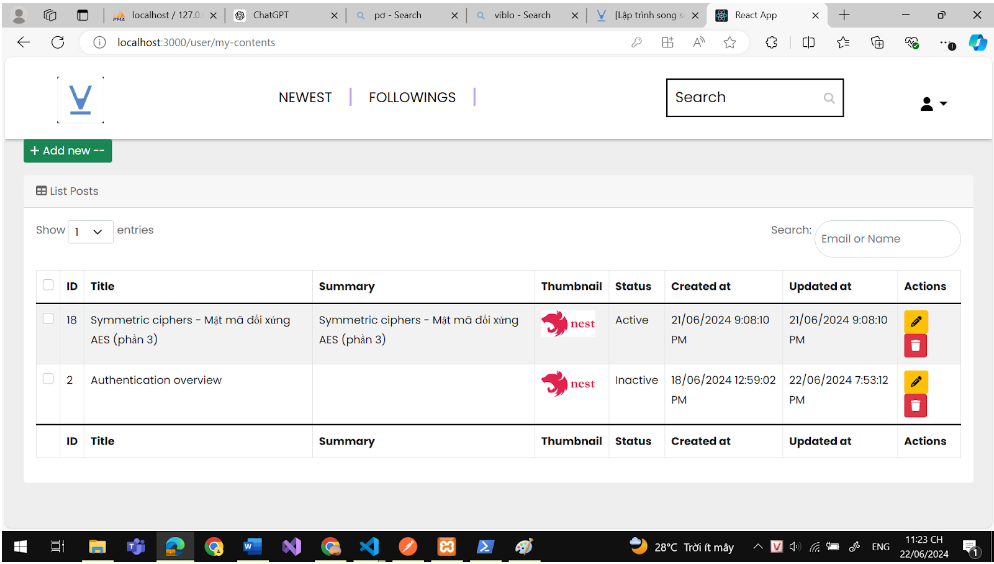 localhost / 127.0.
ChatGPT
pơ - Search
viblo - Search
[Lập trình song s
React App
localhost:3000/user/my-contents
NEWEST
FOLLOWINGS
Search
+ Add new --
List Posts
Show 1 entries
Search: Email or Name
ID Title Summary Thumbnail Status Created at Updated at Actions
18 Symmetric ciphers - Mật mã đối xứng Symmetric ciphers - Mật mã đối xứng nest Active 21/06/2024 9:08:10 21/06/2024 9:08:10
AES (phần 3) AES (phần 3) PM PM
2 Authentication overview nest Inactive 18/06/2024 12:59:02 22/06/2024 7:53:12
PM PM
ID Title Summary Thumbnail Status Created at Updated at Actions
28°C Trời ít mây
ENG
11:23 CH
22/06/2024
1